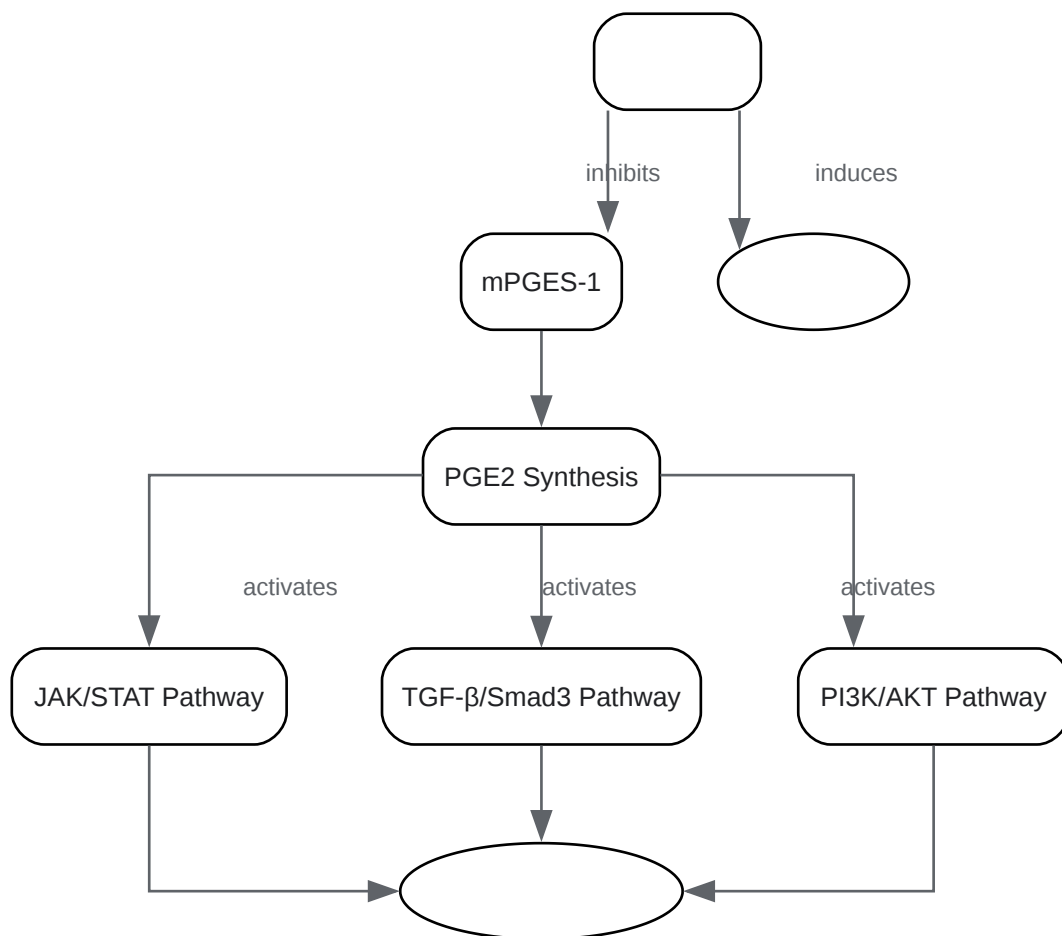 inhibits
induces
mPGES-1
PGE2 Synthesis
activates
activates
activates
JAK/STAT Pathway
TGF-β/Smad3 Pathway
PI3K/AKT Pathway